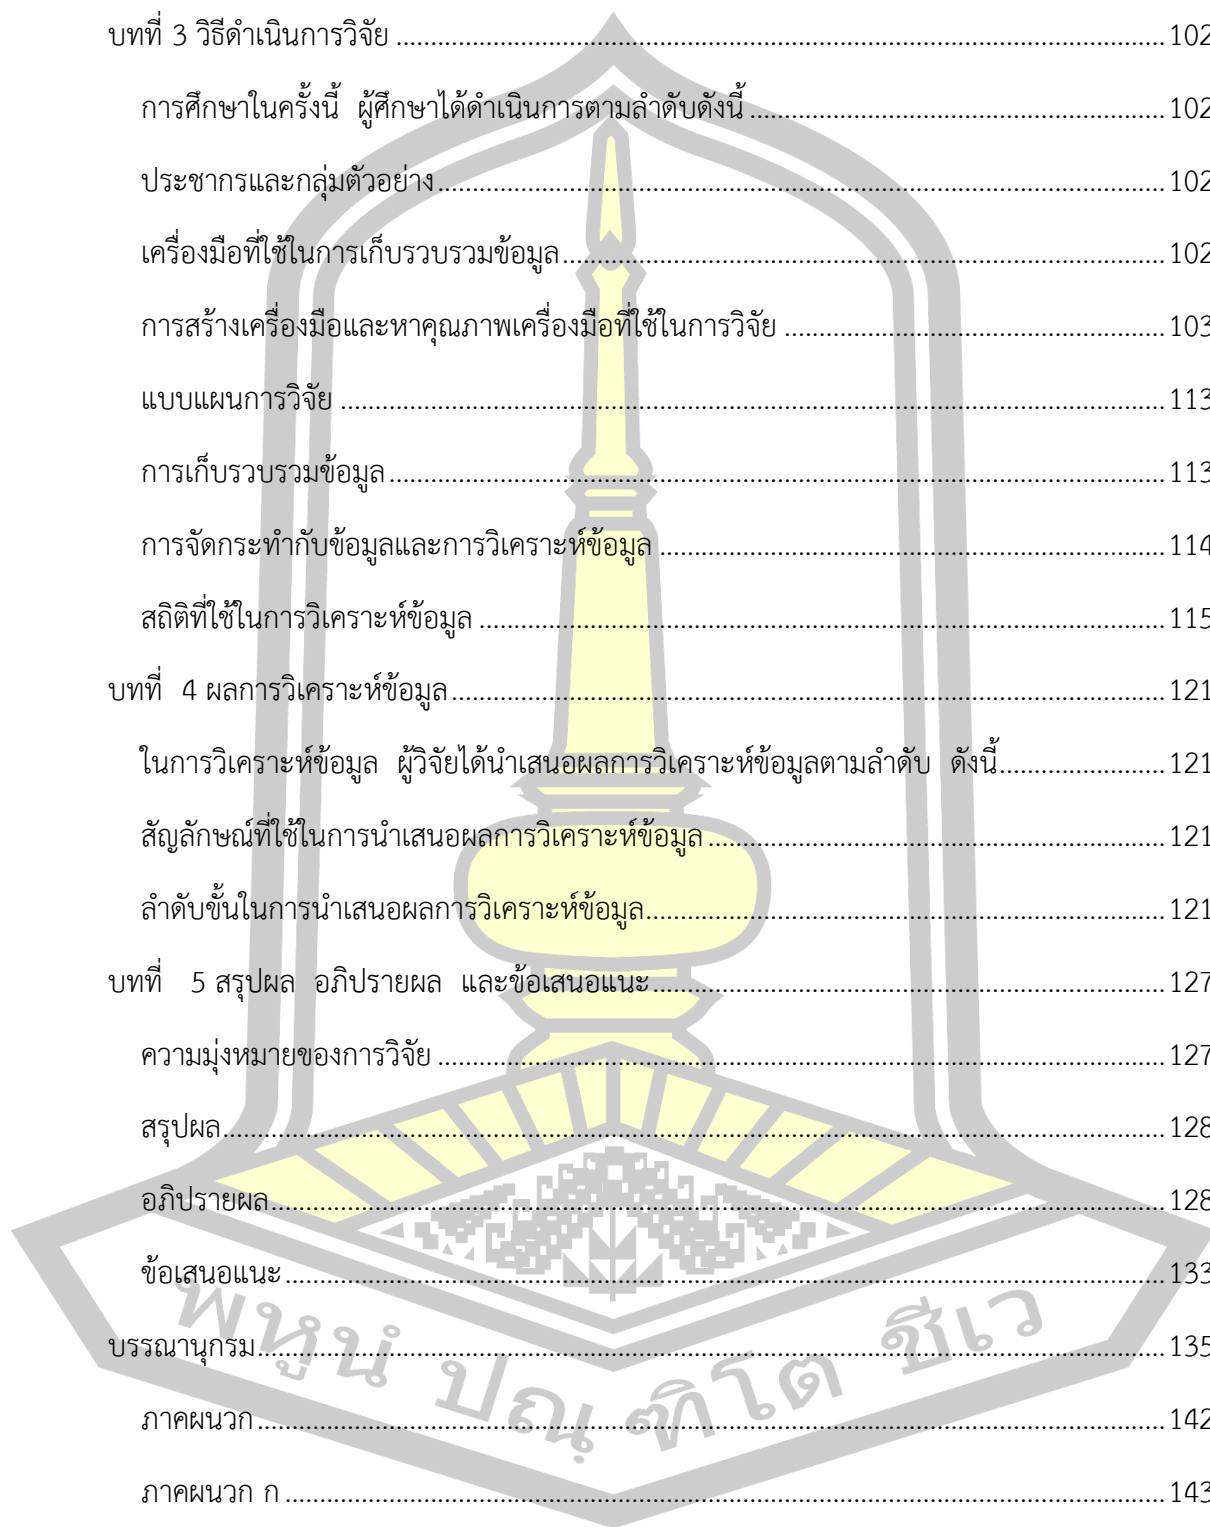 บทที่ 3 วิธีดำเนินการวิจัย ........................................ 102
การศึกษาในครั้งนี้  ผู้ศึกษาได้ดำเนินการตามลำดับดังนี้ ........................................ 102
ประชากรและกลุ่มตัวอย่าง ........................................ 102
เครื่องมือที่ใช้ในการเก็บรวบรวมข้อมูล ........................................ 102
การสร้างเครื่องมือและหาคุณภาพเครื่องมือที่ใช้ในการวิจัย ........................................ 103
แบบแผนการวิจัย ........................................ 113
การเก็บรวบรวมข้อมูล ........................................ 113
การจัดกระทำกับข้อมูลและการวิเคราะห์ข้อมูล ........................................ 114
สถิติที่ใช้ในการวิเคราะห์ข้อมูล ........................................ 115
บทที่  4 ผลการวิเคราะห์ข้อมูล ........................................ 121
ในการวิเคราะห์ข้อมูล  ผู้วิจัยได้นำเสนอผลการวิเคราะห์ข้อมูลตามลำดับ  ดังนี้ ........................................ 121
สัญลักษณ์ที่ใช้ในการนำเสนอผลการวิเคราะห์ข้อมูล ........................................ 121
ลำดับขั้นในการนำเสนอผลการวิเคราะห์ข้อมูล ........................................ 121
บทที่   5 สรุปผล  อภิปรายผล  และข้อเสนอแนะ ........................................ 127
ความมุ่งหมายของการวิจัย ........................................ 127
สรุปผล ........................................ 128
อภิปรายผล ........................................ 128
ข้อเสนอแนะ ........................................ 133
บรรณานุกรม ........................................ 135
ภาคผนวก ........................................ 142
ภาคผนวก ก ........................................ 143
พหูนํ ปณฺฑิโต ชีเว